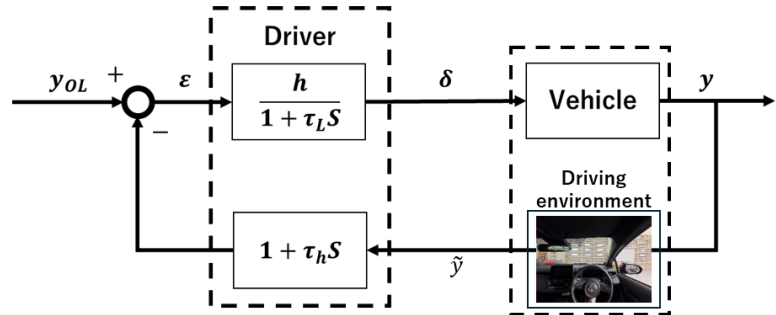 Driver
y_OL
+
ε
h
1 + τ_L S
δ
Vehicle
y
−
Driving
environment
1 + τ_h S
ỹ